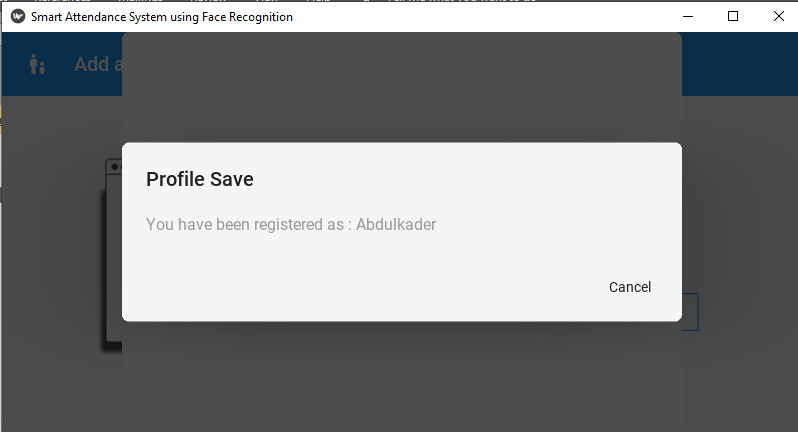 Smart Attendance System using Face Recognition
Add a
Profile Save
You have been registered as : Abdulkader
Cancel